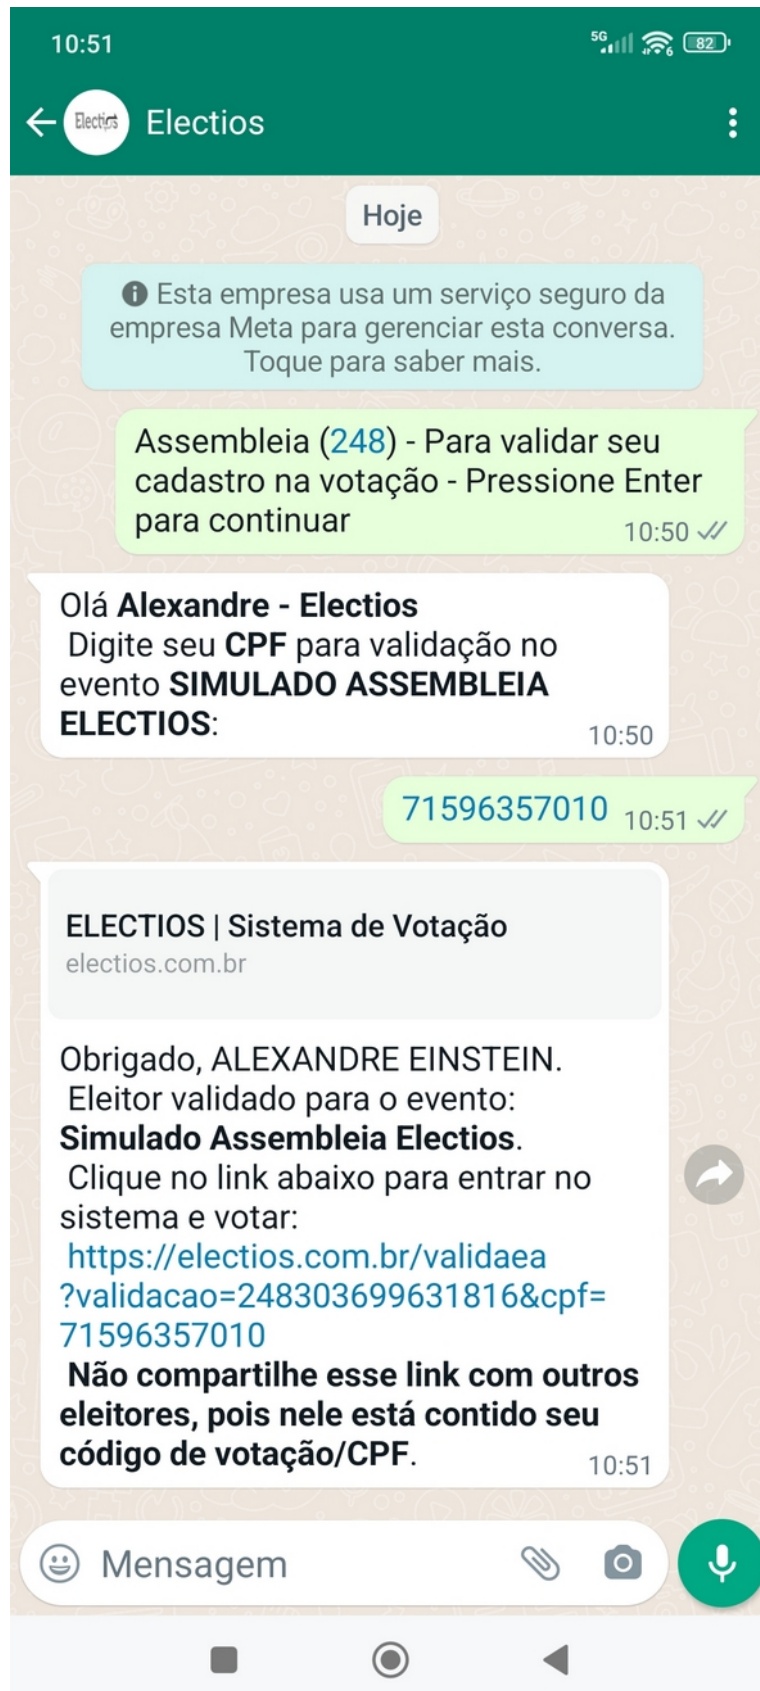 10:51
5G
6
82
Electios
Electios
Hoje
Esta empresa usa um serviço seguro da
empresa Meta para gerenciar esta conversa.
Toque para saber mais.
Assembleia (248) - Para validar seu
cadastro na votação - Pressione Enter
para continuar
10:50
Olá Alexandre - Electios
Digite seu CPF para validação no
evento SIMULADO ASSEMBLEIA
ELECTIOS:
10:50
71596357010 10:51
ELECTIOS | Sistema de Votação
electios.com.br
Obrigado, ALEXANDRE EINSTEIN.
Eleitor validado para o evento:
Simulado Assembleia Electios.
Clique no link abaixo para entrar no
sistema e votar:
https://electios.com.br/validaea
?validacao=248303699631816&cpf=
71596357010
Não compartilhe esse link com outros
eleitores, pois nele está contido seu
código de votação/CPF.
10:51
Mensagem